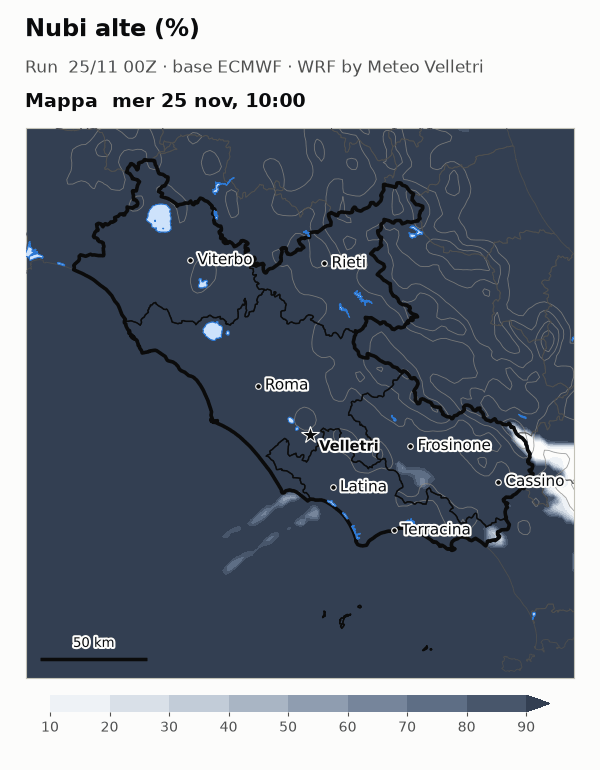 Nubi alte (%)
Run  25/11 00Z · base ECMWF · WRF by Meteo Velletri
Mappa  mer 25 nov, 10:00
Viterbo
Rieti
Roma
Velletri
Frosinone
Cassino
Latina
Terracina
50 km
10 20 30 40 50 60 70 80 90